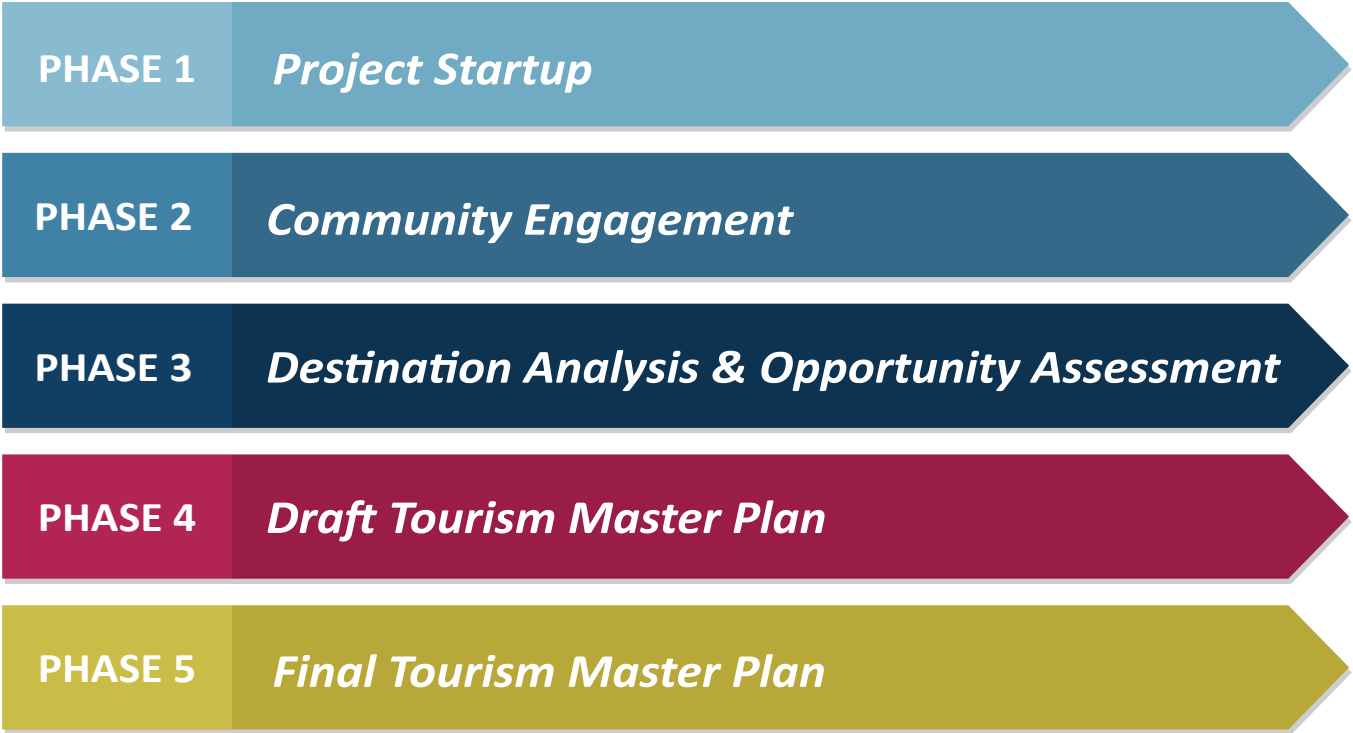 PHASE 1 Project Startup
PHASE 2 Community Engagement
PHASE 3 Destination Analysis & Opportunity Assessment
PHASE 4 Draft Tourism Master Plan
PHASE 5 Final Tourism Master Plan